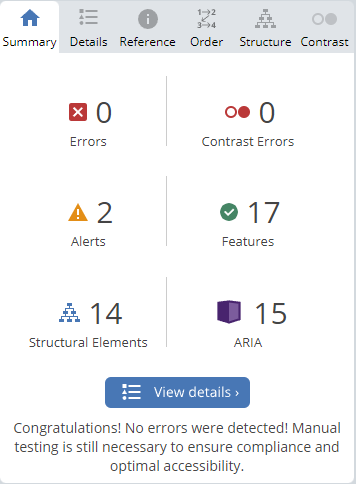 Summary Details Reference Order Structure Contrast
0 0
Errors Contrast Errors
2 17
Alerts Features
14 15
Structural Elements ARIA
View details ›
Congratulations! No errors were detected! Manual
testing is still necessary to ensure compliance and
optimal accessibility.